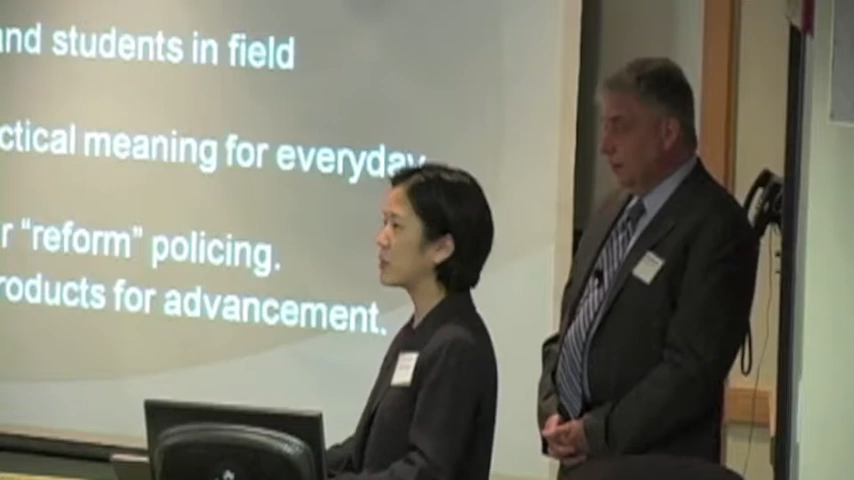 and students in field
ctical meaning for everyday
r “reform” policing.
roducts for advancement.